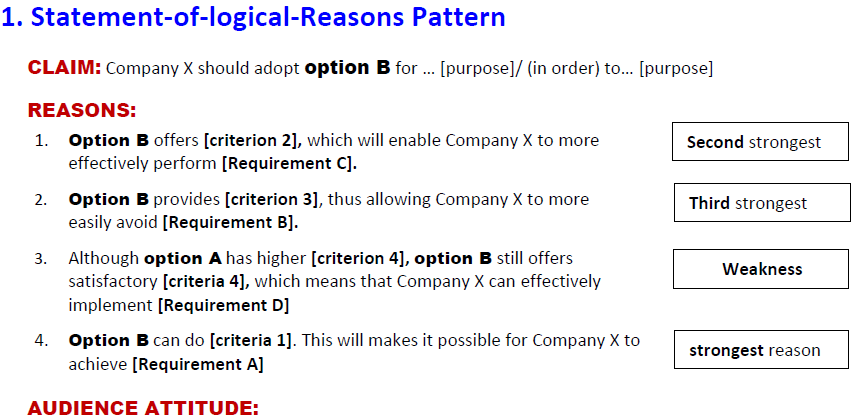 1. Statement-of-logical-Reasons Pattern
CLAIM: Company X should adopt option B for ... [purpose]/ (in order) to... [purpose]
REASONS:
1. Option B offers [criterion 2], which will enable Company X to more
effectively perform [Requirement C].
Second strongest
2. Option B provides [criterion 3], thus allowing Company X to more
easily avoid [Requirement B].
Third strongest
3. Although option A has higher [criterion 4], option B still offers
satisfactory [criteria 4], which means that Company X can effectively
implement [Requirement D]
Weakness
4. Option B can do [criteria 1]. This will makes it possible for Company X to
achieve [Requirement A]
strongest reason
AUDIENCE ATTITUDE: